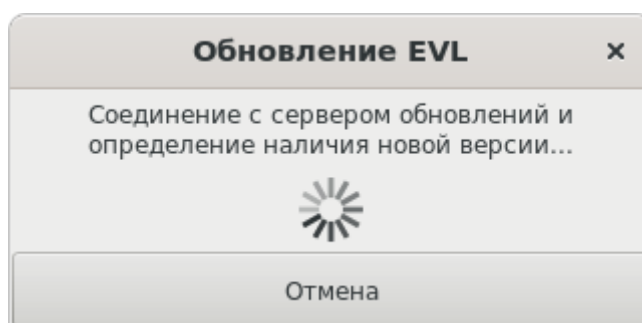 Обновление EVL
Соединение с сервером обновлений и
определение наличия новой версии...
Отмена